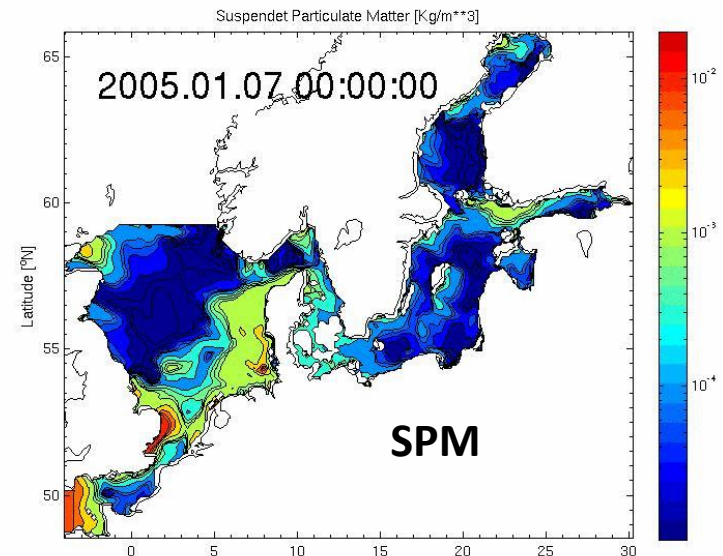 Suspendet Particulate Matter [Kg/m**3]
2005.01.07 00:00:00
65
60
55
50
Latitude [°N]
0 5 10 15 20 25 30
SPM
10⁻²
10⁻³
10⁻⁴